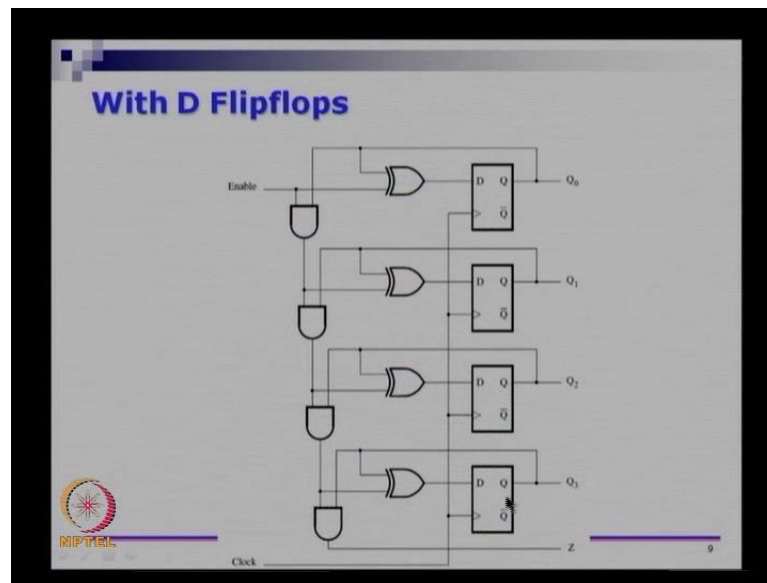 With D Flipflops
Enable
D Q Q₀
Q̅
D Q Q₁
Q̅
D Q Q₂
Q̅
D Q Q₃
Q̅
Z
Clock
NPTEL
9